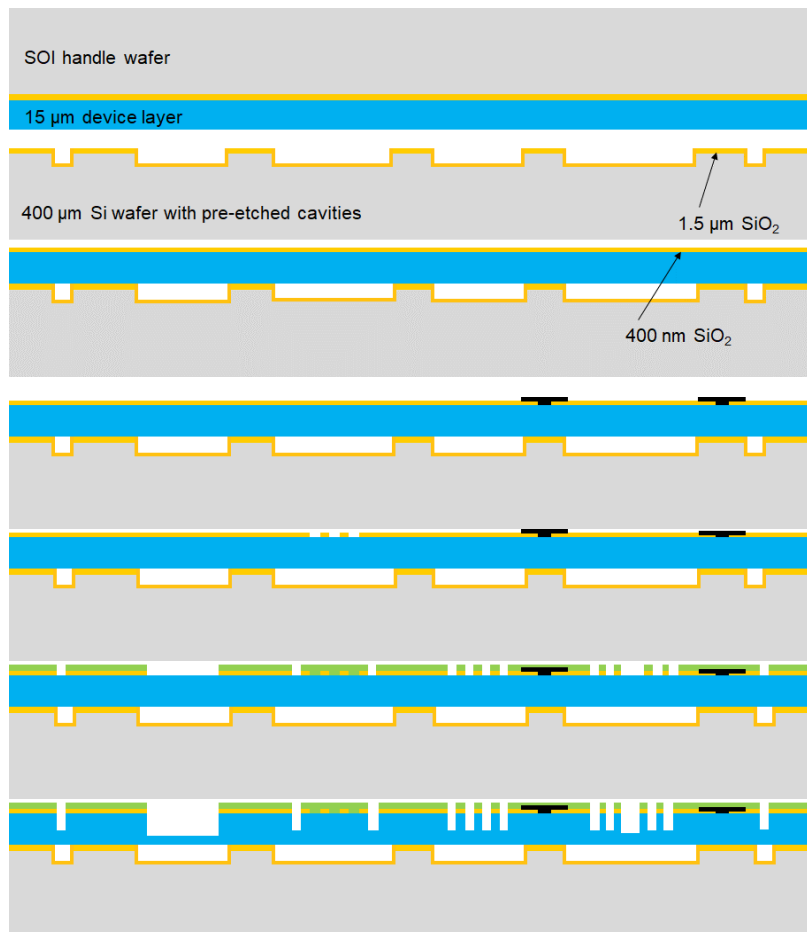 SOI handle wafer
15 µm device layer
400 µm Si wafer with pre-etched cavities
1.5 µm SiO₂
400 nm SiO₂